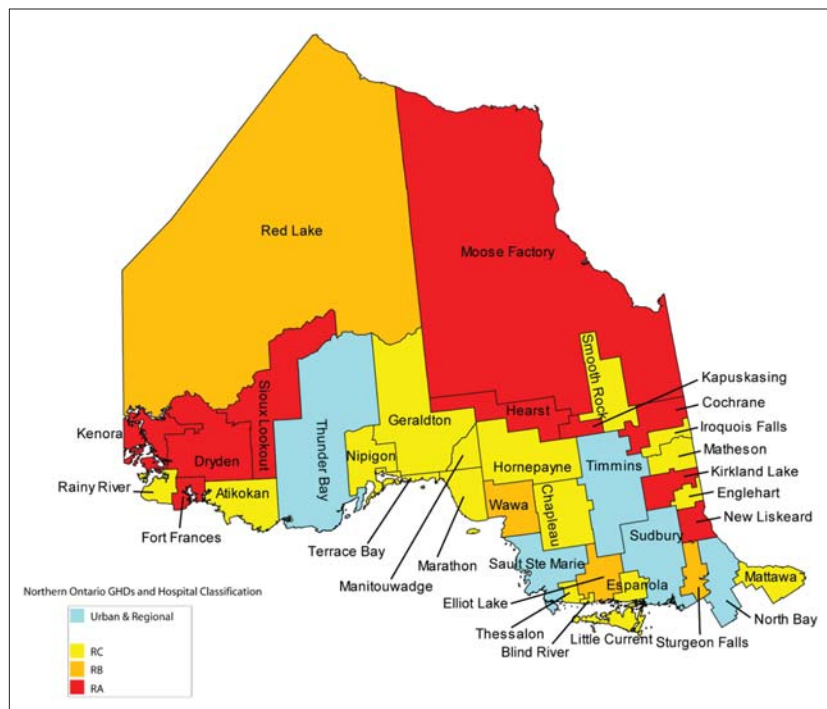 Red Lake
Moose Factory
Smooth Rock
Kapuskasing
Sioux Lookout
Hearst
Cochrane
Kenora
Thunder Bay
Geraldton
Iroquois Falls
Nipigon
Matheson
Dryden
Hornepayne
Timmins
Kirkland Lake
Rainy River
Atikokan
Englehart
Wawa
Chapleau
New Liskeard
Fort Frances
Terrace Bay
Sudbury
Marathon
Sault Ste Marie
Manitouwadge
Mattawa
Northern Ontario GHDs and Hospital Classification
Elliot Lake
Espanola
Urban & Regional
Thessalon
North Bay
Little Current
Sturgeon Falls
Blind River
RC
RB
RA